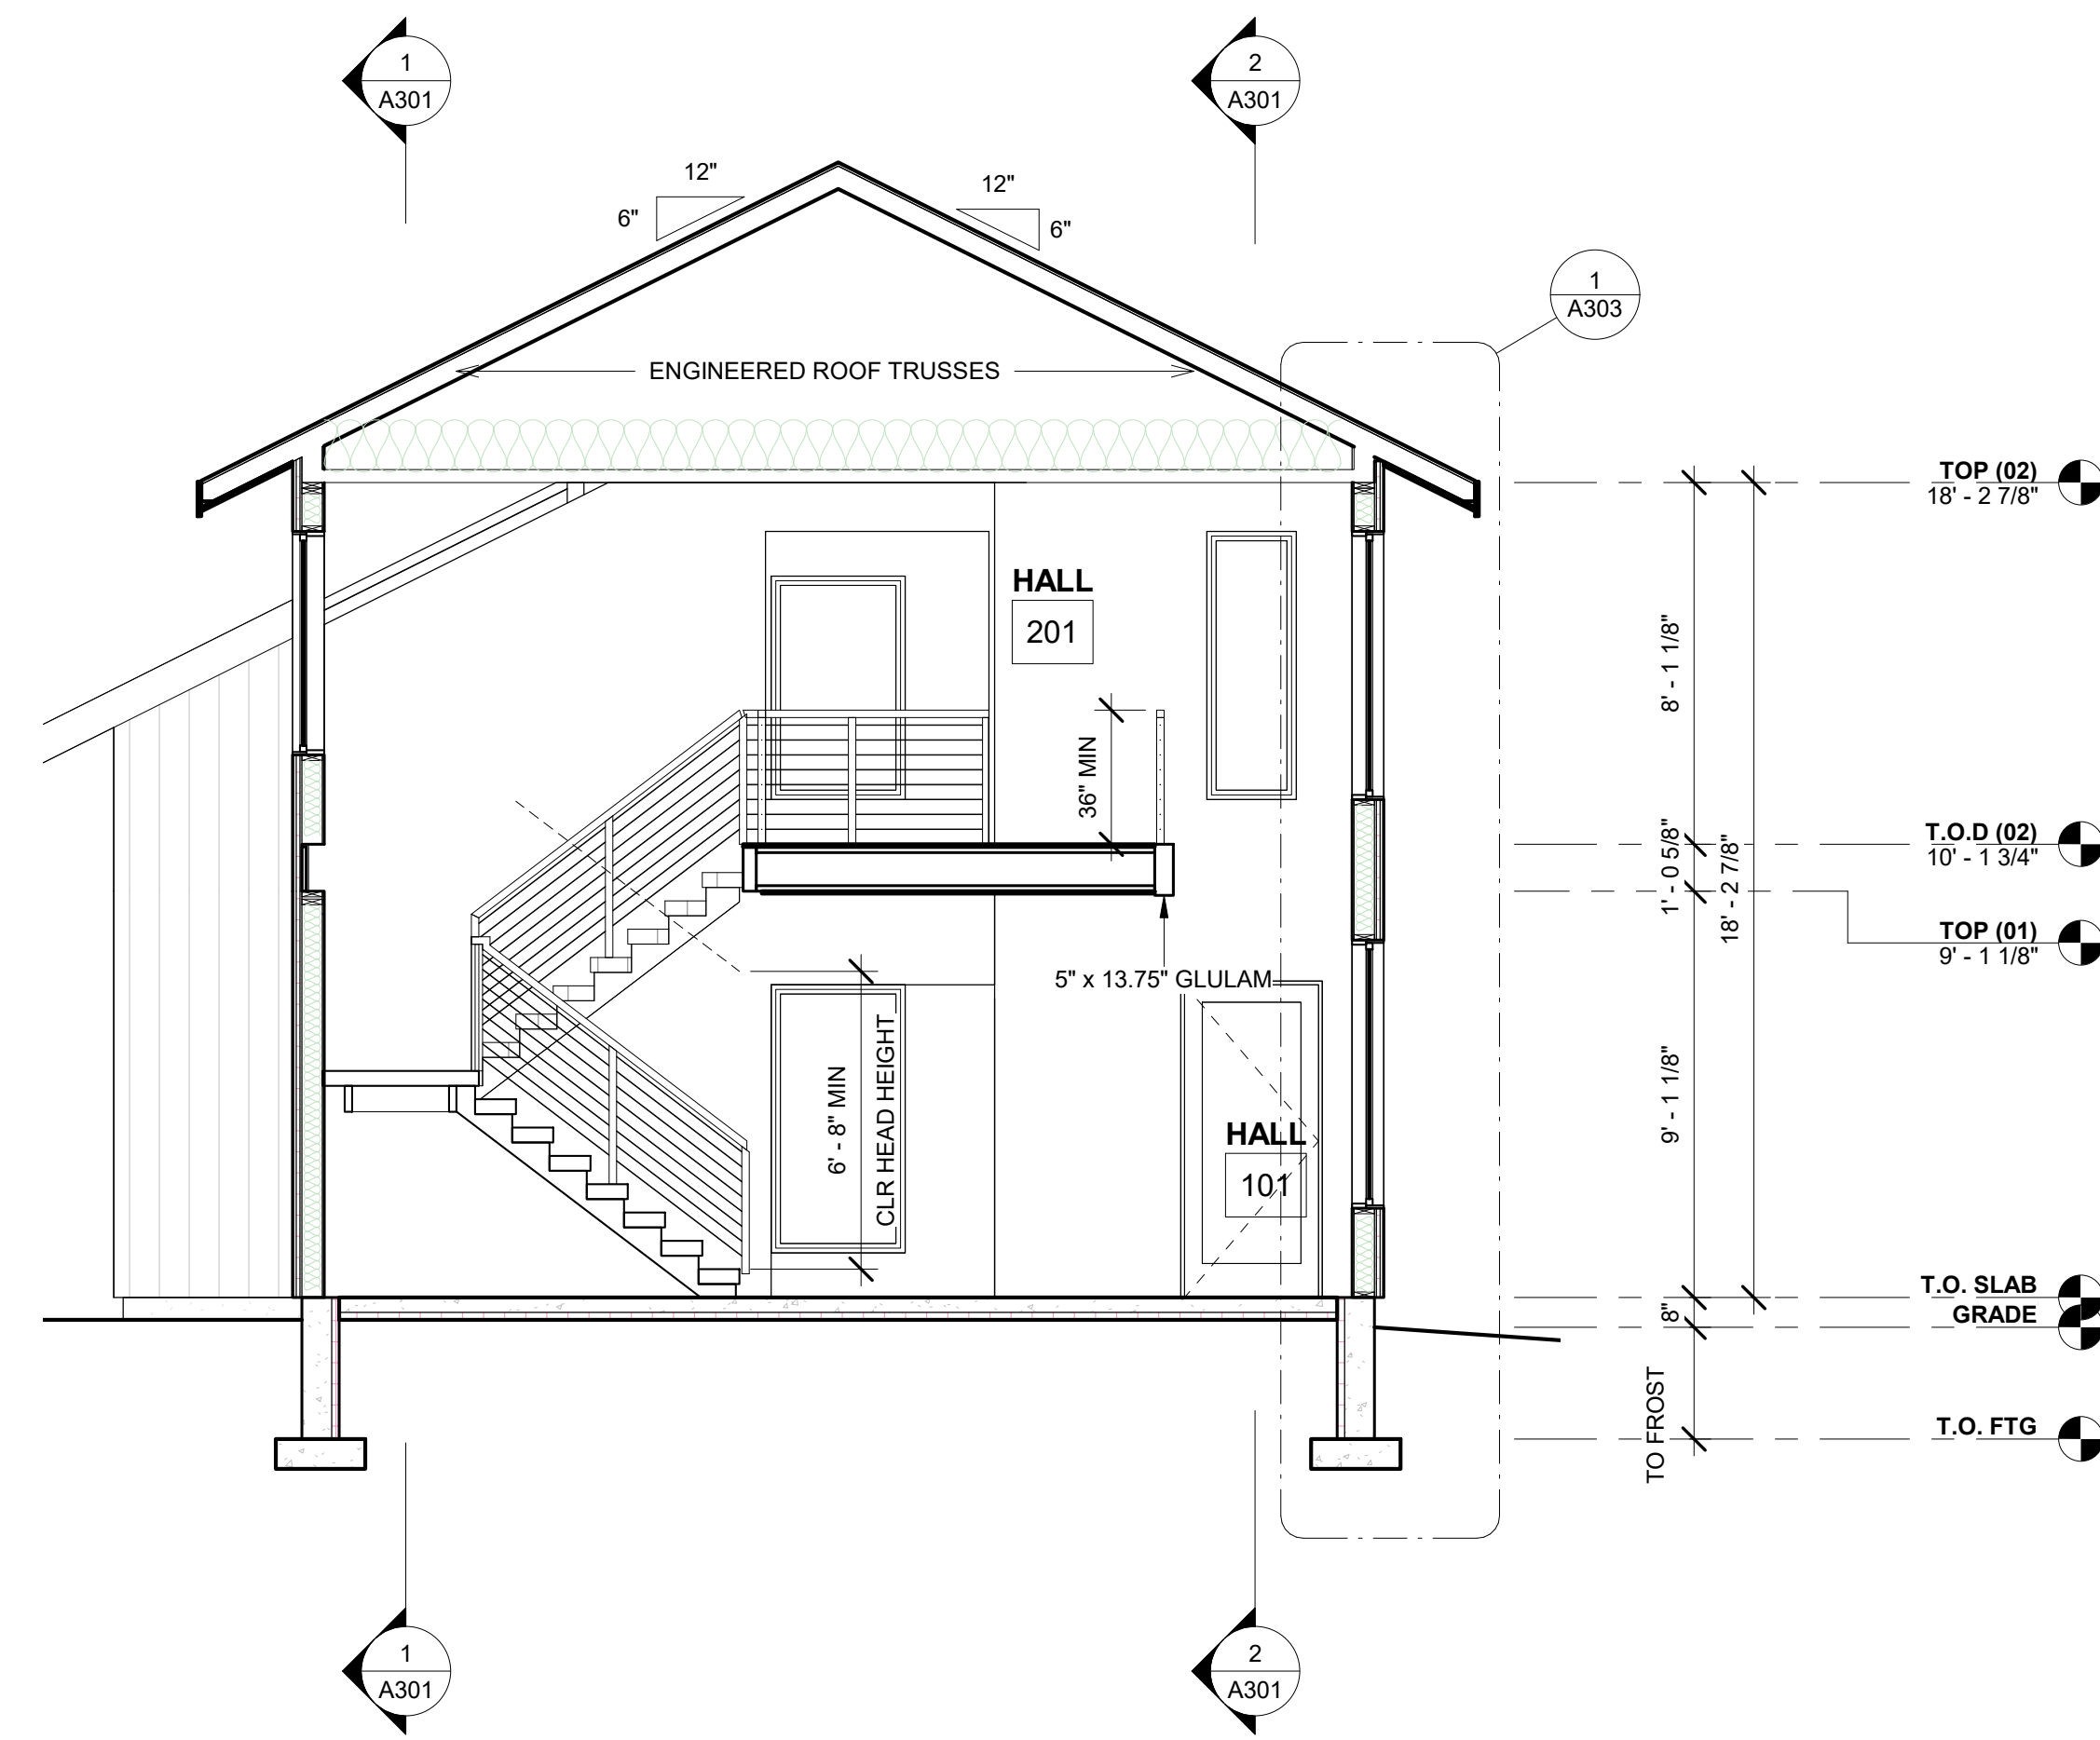 1
A301
2
A301
12"
6"
12"
6"
1
A303
ENGINEERED ROOF TRUSSES
TOP (02)
18' - 2 7/8"
HALL
201
8' - 1 1/8"
36" MIN
1' - 0 5/8"
18' - 2 7/8"
T.O.D (02)
10' - 1 3/4"
TOP (01)
9' - 1 1/8"
5" x 13.75" GLULAM
6' - 8" MIN
CLR HEAD HEIGHT
9' - 1 1/8"
HALL
101
T.O. SLAB
8"
GRADE
TO FROST
T.O. FTG
1
A301
2
A301